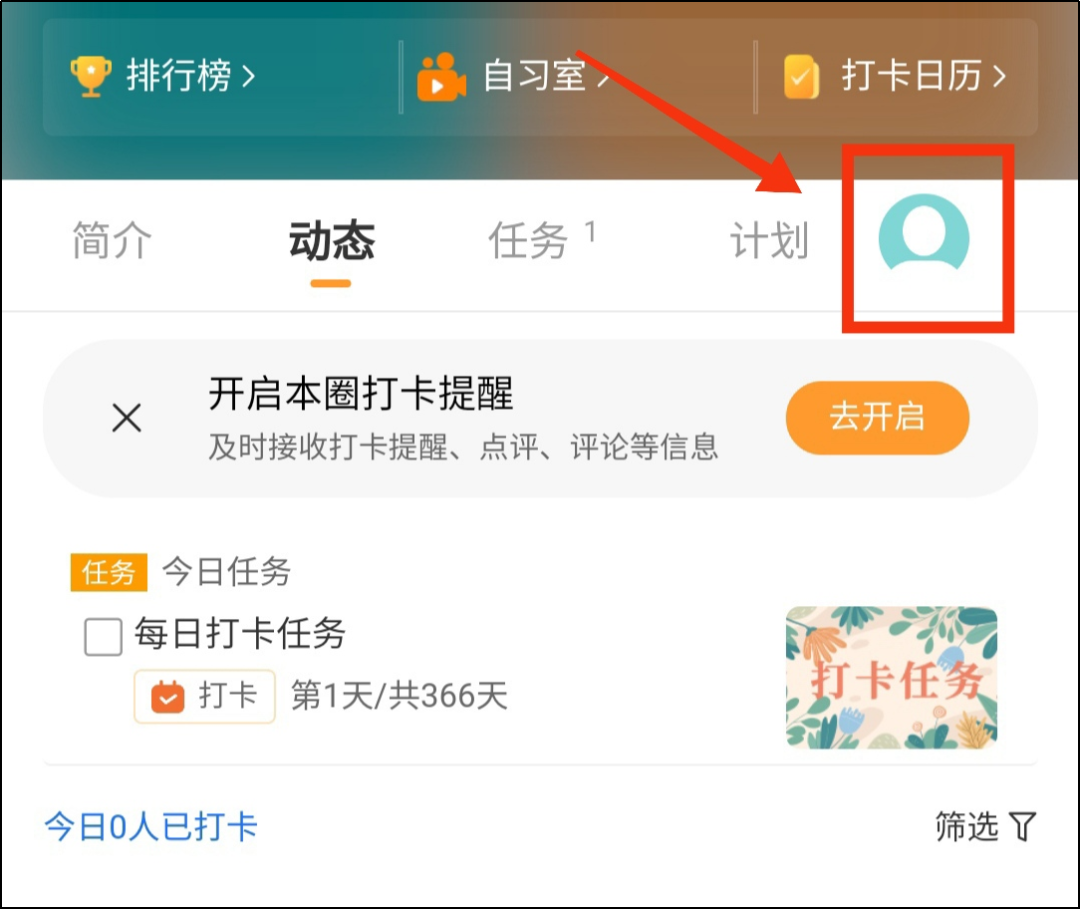 排行榜 自习室 打卡日历
简介 动态 任务 1 计划
开启本圈打卡提醒
及时接收打卡提醒、点评、评论等信息
去开启
任务 今日任务
每日打卡任务
打卡 第1天/共366天
打卡任务
今日0人已打卡 筛选